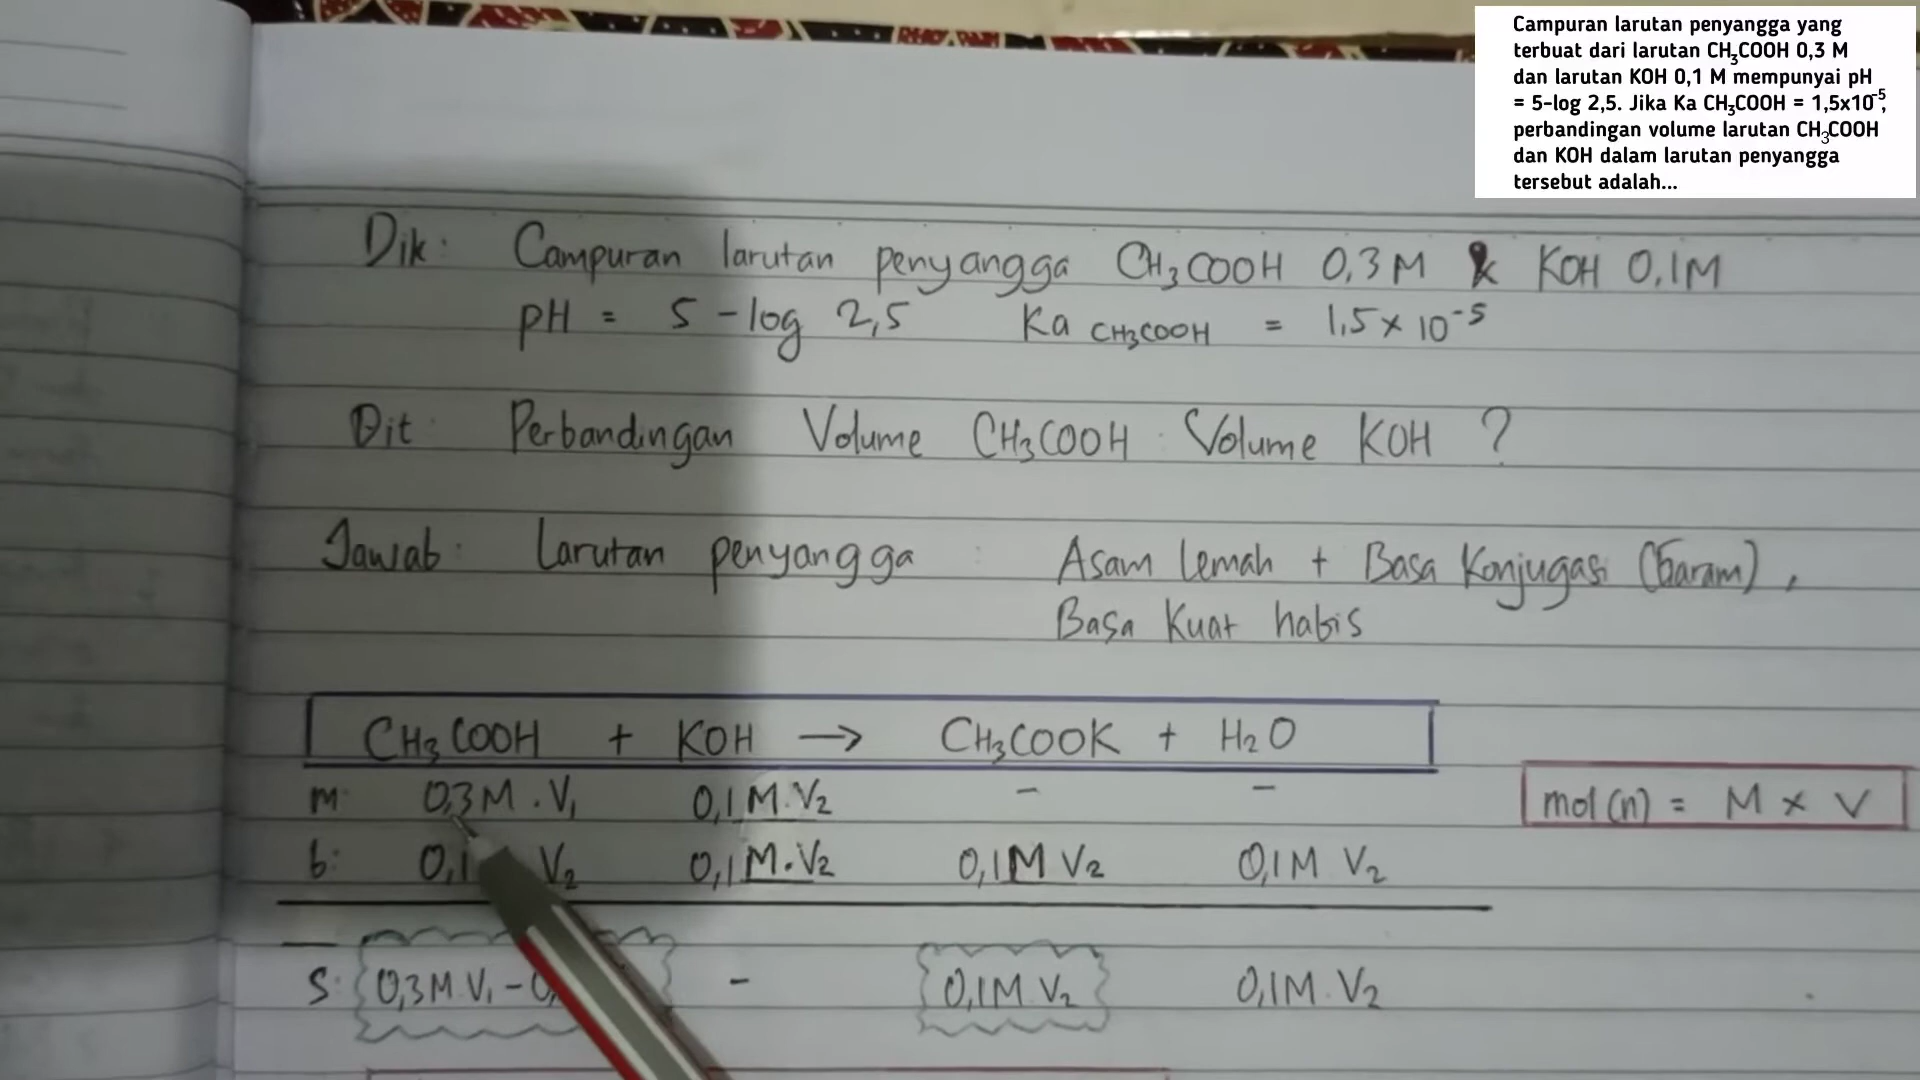 Campuran larutan penyangga yang
terbuat dari larutan CH₃COOH 0,3 M
dan larutan KOH 0,1 M mempunyai pH
= 5-log 2,5. Jika Ka CH₃COOH = 1,5x10⁻⁵,
perbandingan volume larutan CH₃COOH
dan KOH dalam larutan penyangga
tersebut adalah...
Dik: Campuran larutan penyangga CH₃COOH 0,3 M & KOH 0,1M
pH = 5 - log 2,5 Ka CH₃COOH = 1,5 × 10⁻⁵
Dit: Perbandingan Volume CH₃COOH : Volume KOH ?
Jawab: Larutan penyangga : Asam lemah + Basa Konjugasi (Garam),
Basa Kuat habis
CH₃COOH + KOH → CH₃COOK + H₂O
m: 0,3M . V₁ 0,1M.V₂ - -
mol (n) = M × V
b: 0,1 V₂ 0,1M.V₂ 0,1M V₂ 0,1M V₂
S: 0,3M.V₁ - 0, - 0,1M.V₂ 0,1M.V₂